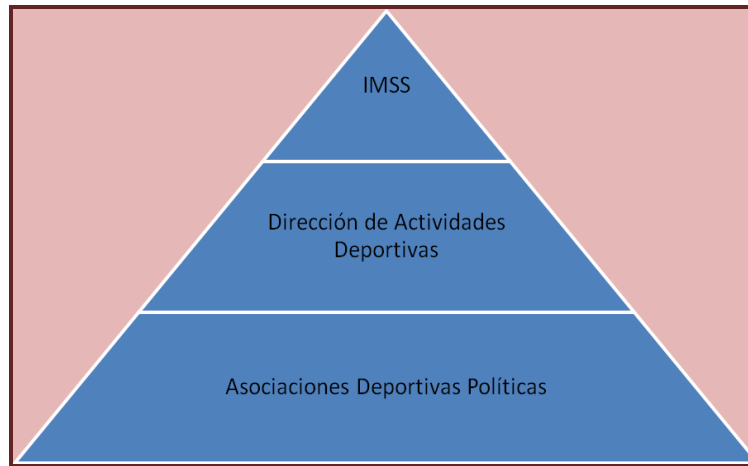 IMSS
Dirección de Actividades
Deportivas
Asociaciones Deportivas Políticas